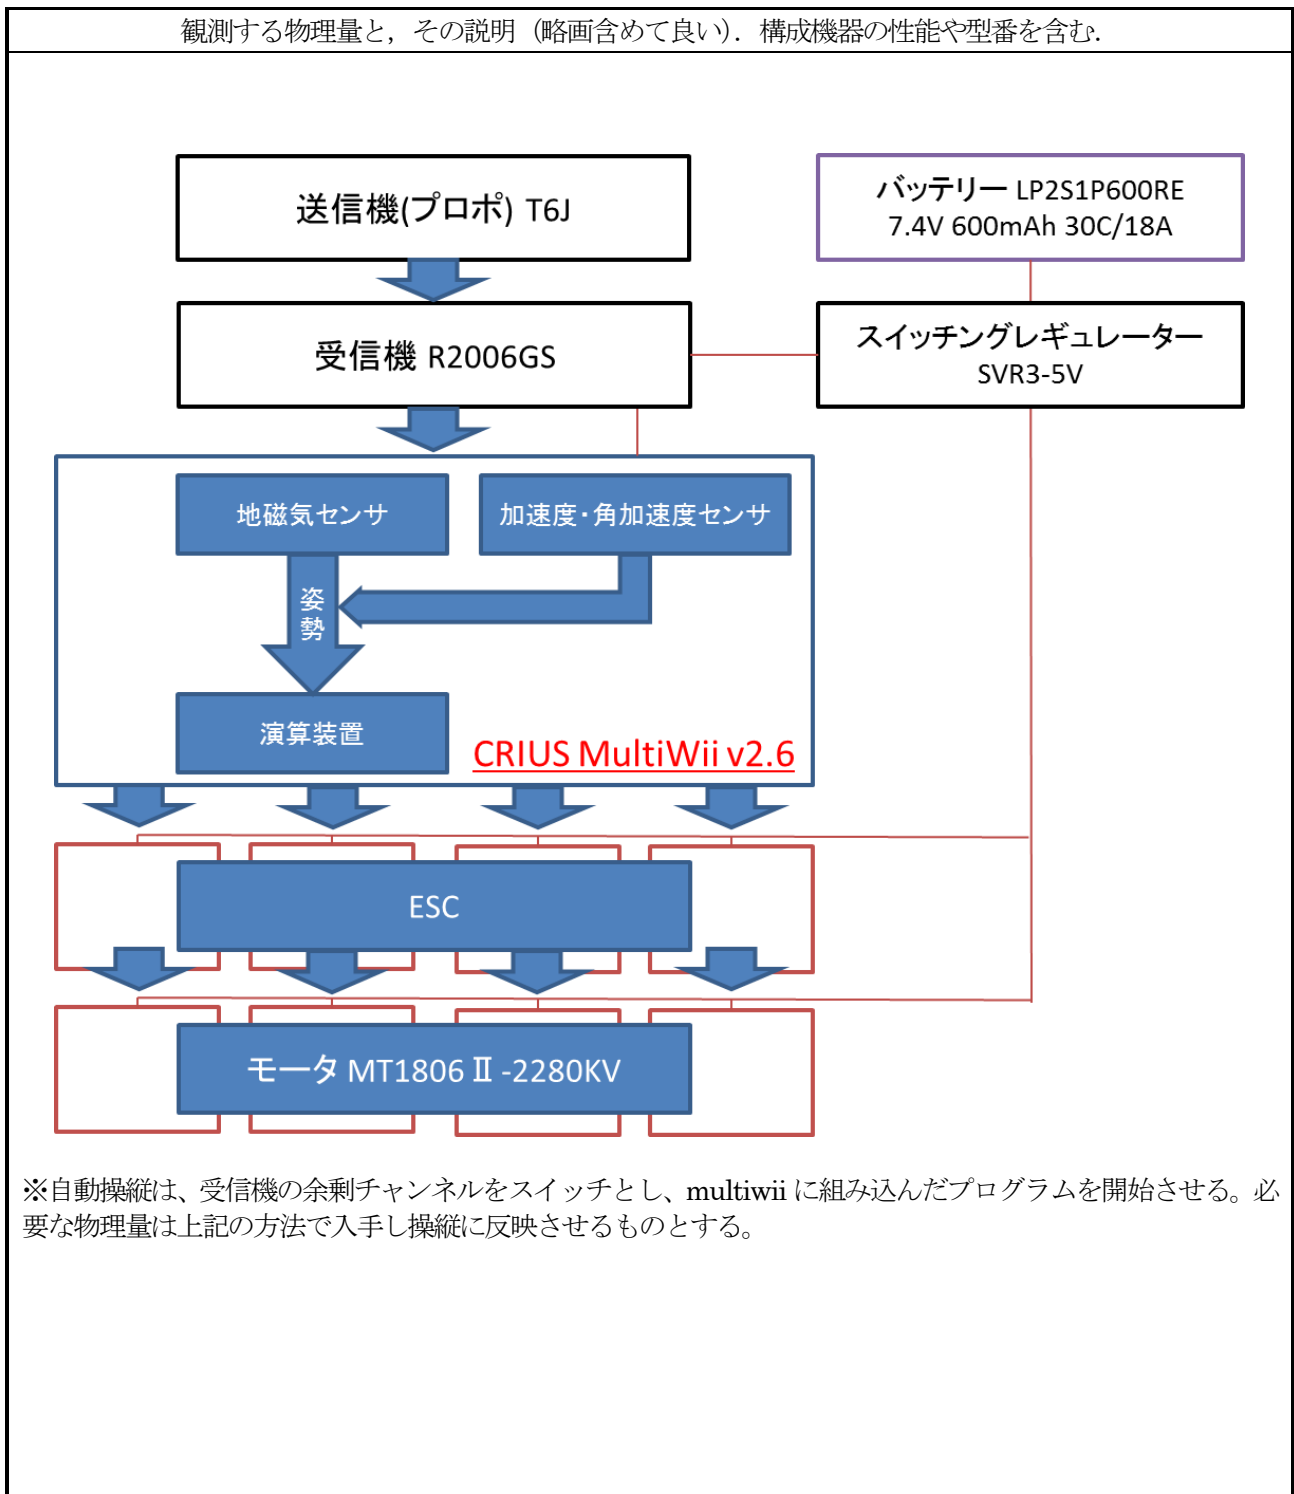 観測する物理量と，その説明（略画含めて良い）．構成機器の性能や型番を含む．
送信機(プロポ) T6J
バッテリー LP2S1P600RE
7.4V 600mAh 30C/18A
受信機 R2006GS
スイッチングレギュレーター
SVR3-5V
地磁気センサ
加速度・角加速度センサ
姿
勢
演算装置
CRIUS MultiWii v2.6
ESC
モータ MT1806Ⅱ-2280KV
※自動操縦は、受信機の余剰チャンネルをスイッチとし、multiwii に組み込んだプログラムを開始させる。必
要な物理量は上記の方法で入手し操縦に反映させるものとする。